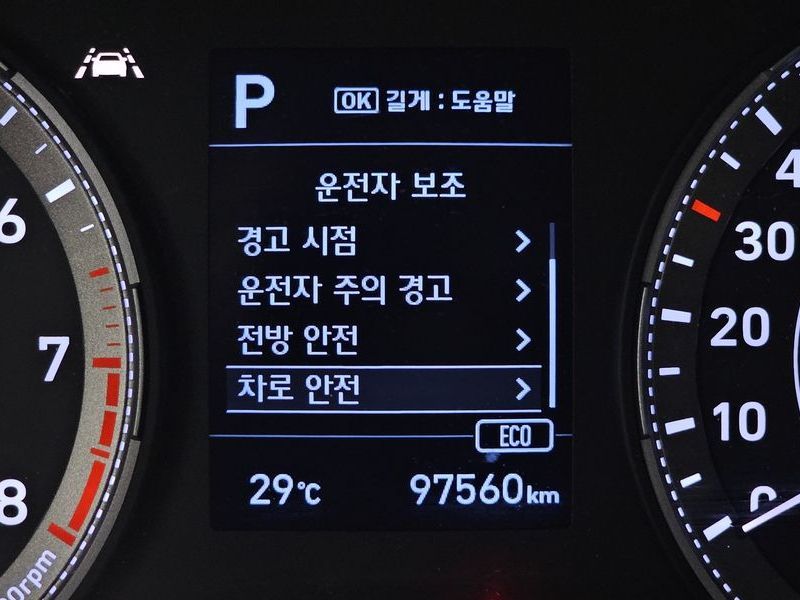 P
OK 길게 : 도움말
운전자 보조
경고 시점
운전자 주의 경고
전방 안전
차로 안전
ECO
29℃ 97560km
6
7
8
40
30
20
10
0